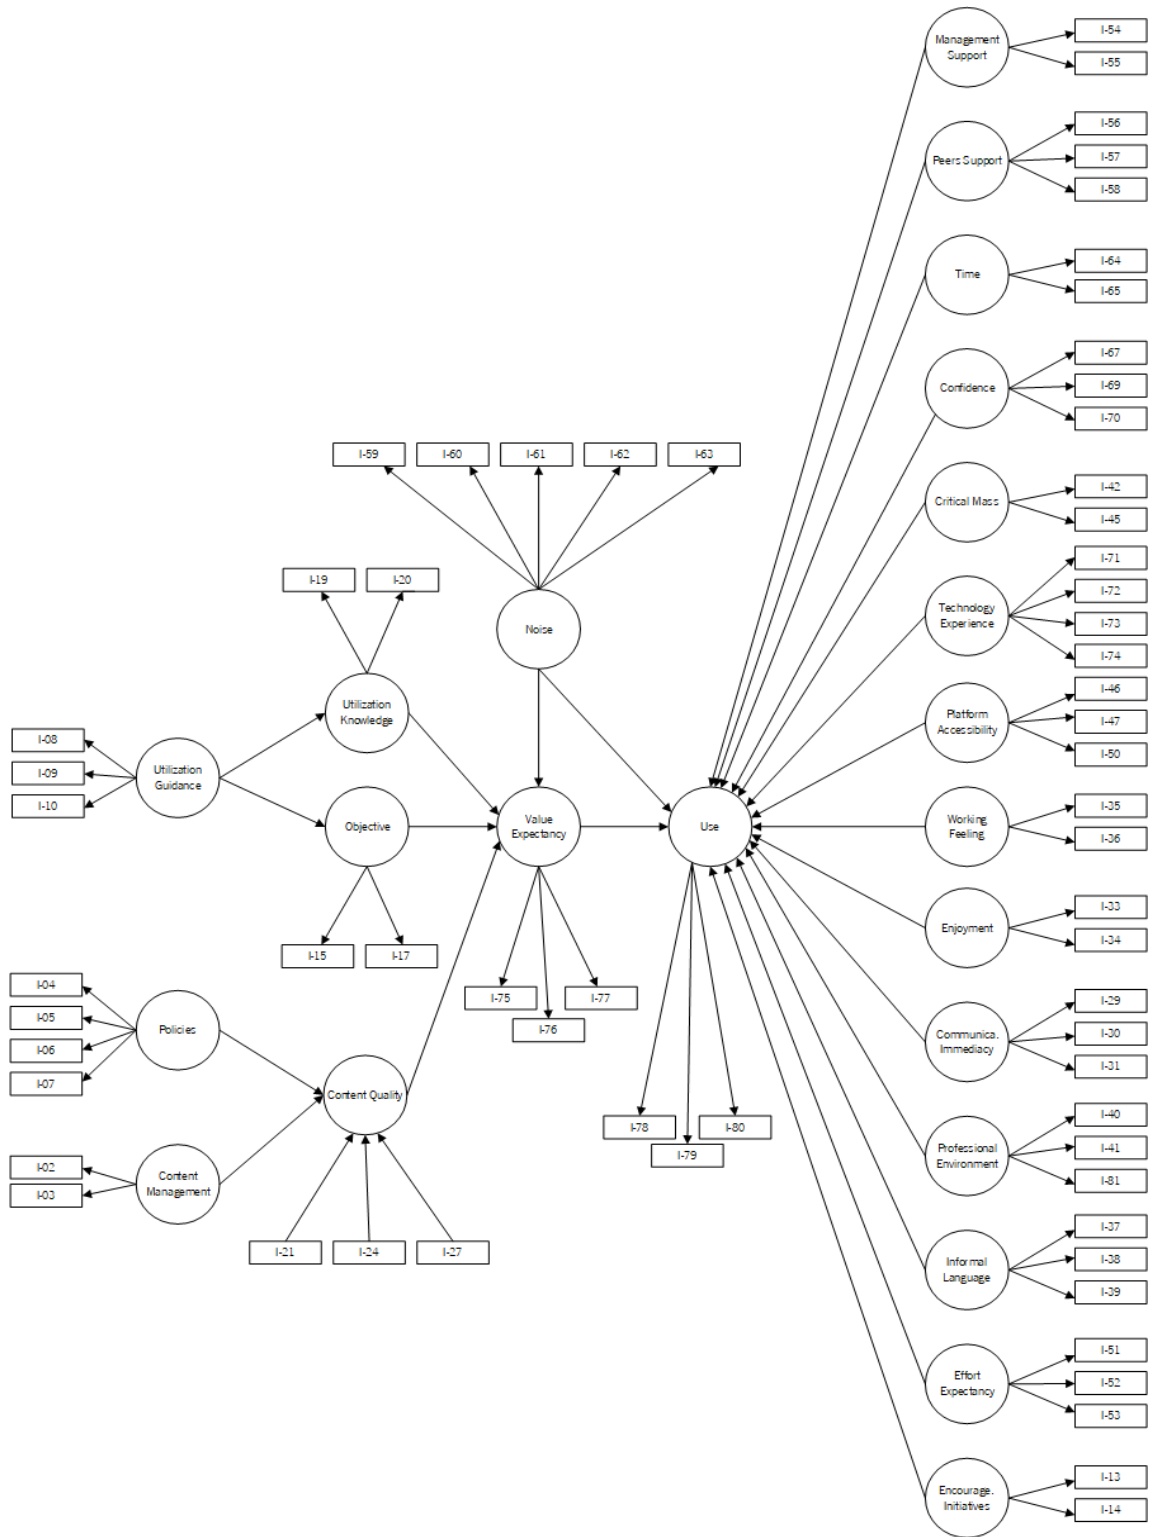 Management
Support
I-54
I-55
Peers Support
I-56
I-57
I-58
Time
I-64
I-65
Confidence
I-67
I-69
I-70
I-59
I-60
I-61
I-62
I-63
Critical Mass
I-42
I-45
I-19
I-20
Noise
Technology
Experience
I-71
I-72
I-73
I-74
Utilization
Knowledge
Platform
Accessibility
I-46
I-47
I-50
I-08
I-09
I-10
Utilization
Guidance
Objective
Value
Expectancy
Use
Working
Feeling
I-35
I-36
I-15
I-17
Enjoyment
I-33
I-34
I-75
I-76
I-77
I-04
I-05
I-06
I-07
Policies
Communica.
Immediacy
I-29
I-30
I-31
Content Quality
I-78
I-79
I-80
Professional
Environment
I-40
I-41
I-81
I-02
I-03
Content
Management
I-21
I-24
I-27
Informal
Language
I-37
I-38
I-39
Effort
Expectancy
I-51
I-52
I-53
Encourage.
Initiatives
I-13
I-14